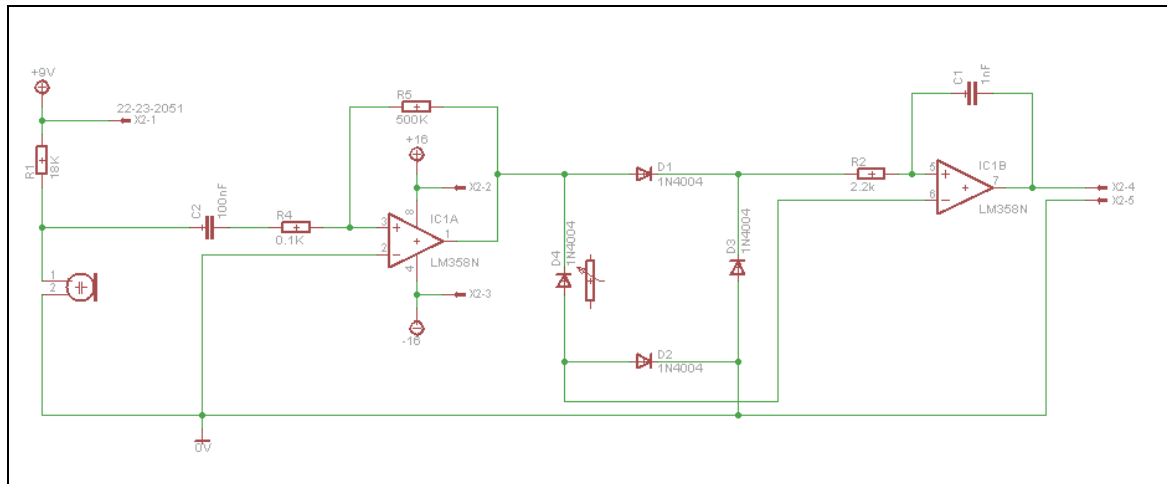 +9V
22-23-2051
X2-1
R1
18K
C2
100nF
R4
0.1K
R5
500K
+16
X2-2
8
3
2
1
4
IC1A
LM358N
X2-3
-16
1
2
0V
D1
1N4004
D4
1N4004
D3
1N4004
D2
1N4004
R2
2.2k
C1
1nF
5
6
7
IC1B
LM358N
X2-4
X2-5